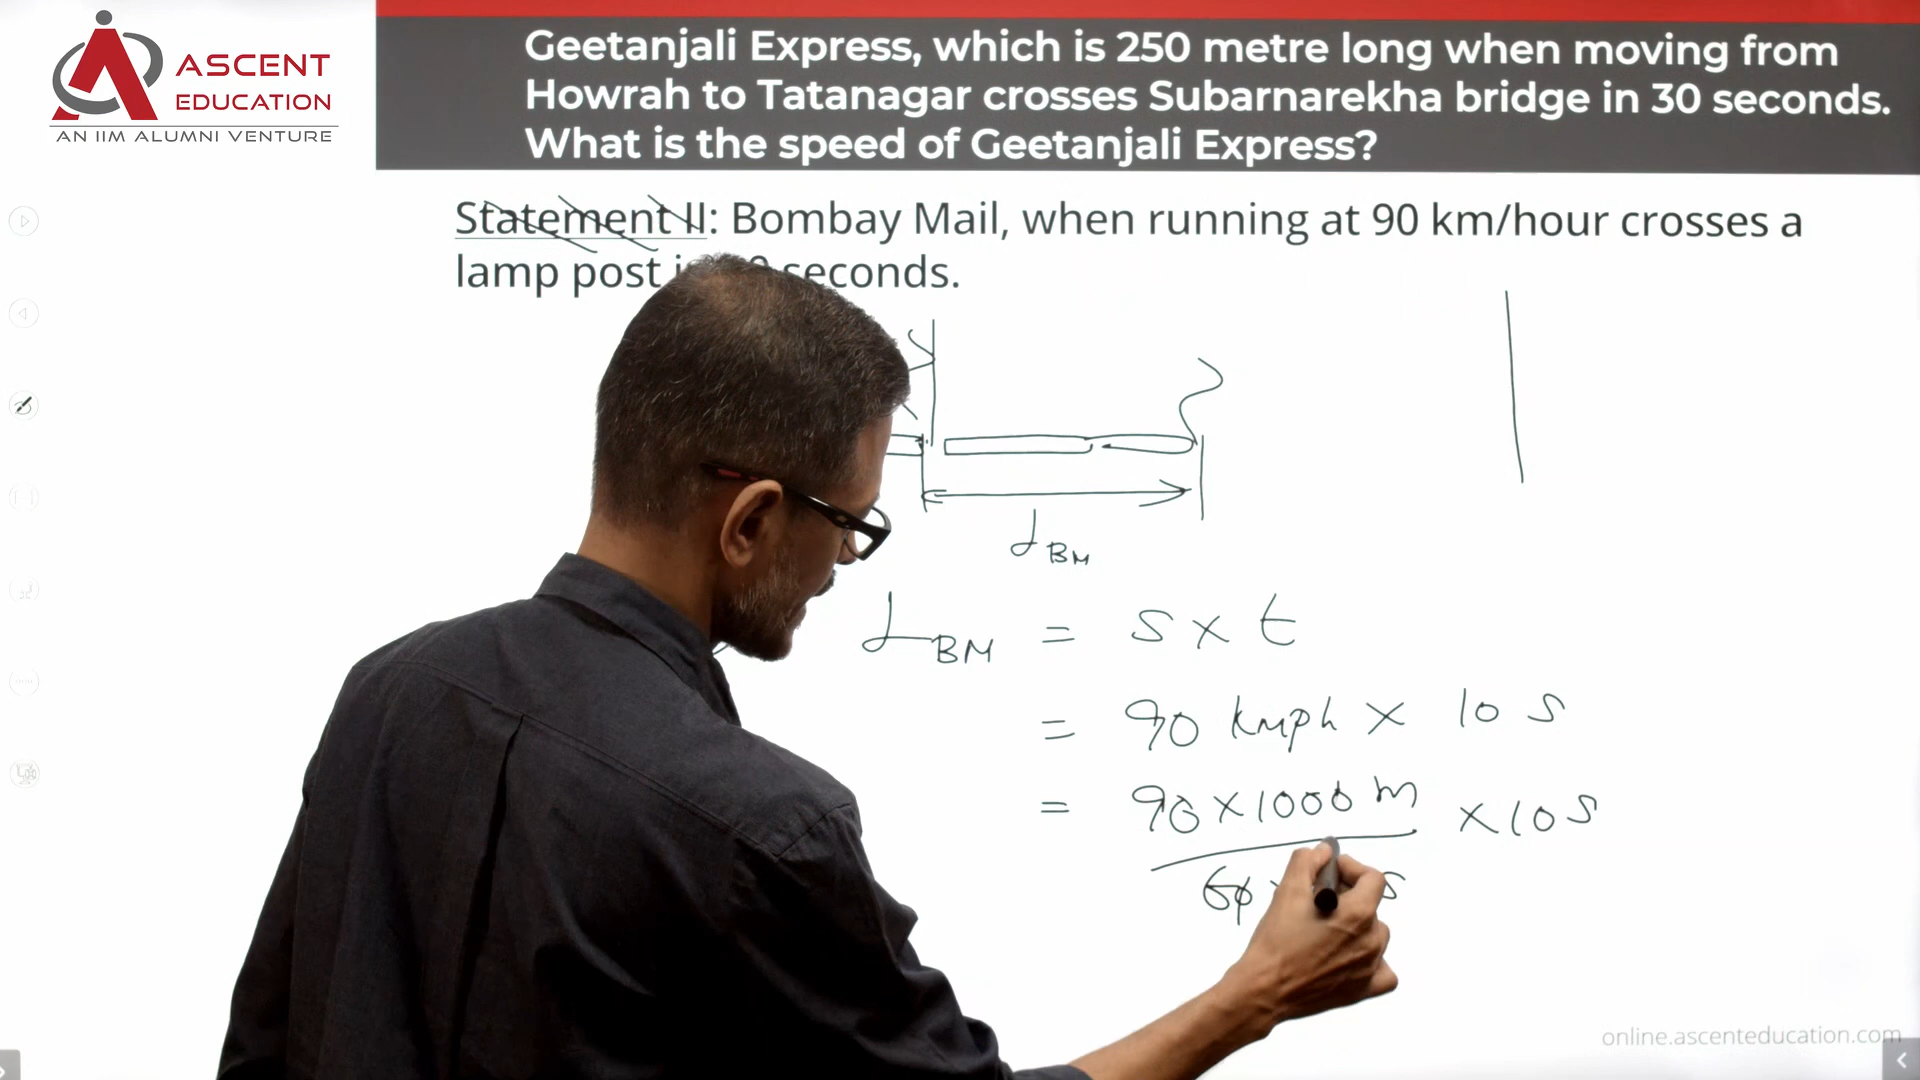 ASCENT
EDUCATION
AN IIM ALUMNI VENTURE
Geetanjali Express, which is 250 metre long when moving from
Howrah to Tatanagar crosses Subarnarekha bridge in 30 seconds.
What is the speed of Geetanjali Express?
Statement II: Bombay Mail, when running at 90 km/hour crosses a
lamp post seconds.
L BM
L BM = s × t
= 90 kmph × 10 s
= 90 × 1000 m × 10 s
60 s
online.ascenteducation.com